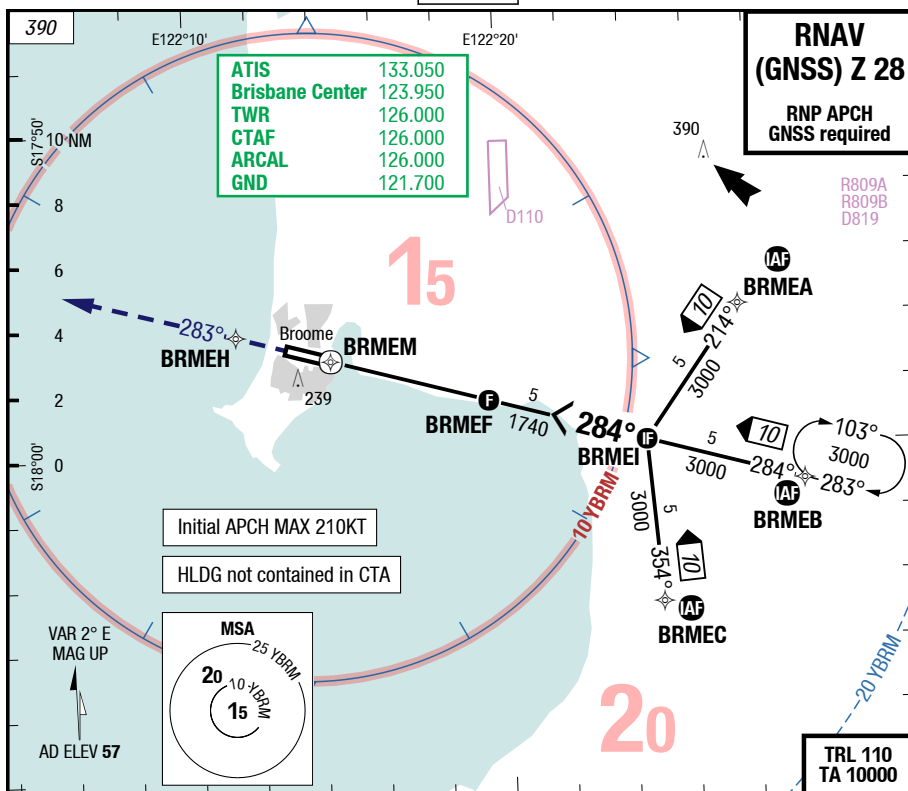 390
E122°10'
E122°20'
RNAV
(GNSS) Z 28
RNP APCH
GNSS required
ATIS 133.050
Brisbane Center 123.950
TWR 126.000
CTAF 126.000
ARCAL 126.000
GND 121.700
S17°50'
10 NM
8
6
4
2
0
S18°00'
390
D110
R809A
R809B
D819
15
IAF
BRMEA
10
214°
5
3000
283°
BRMEH
Broome
BRMEM
239
F
BRMEF
5
1740
284°
IF
BRMEI
5
3000
10
284°
103°
3000
283°
IAF
BRMEB
5
3000
10
354°
IAF
BRMEC
10 YBRM
Initial APCH MAX 210KT
HLDG not contained in CTA
MSA
25 YBRM
20
10 YBRM
15
VAR 2° E
MAG UP
AD ELEV 57
20
20 YBRM
TRL 110
TA 10000